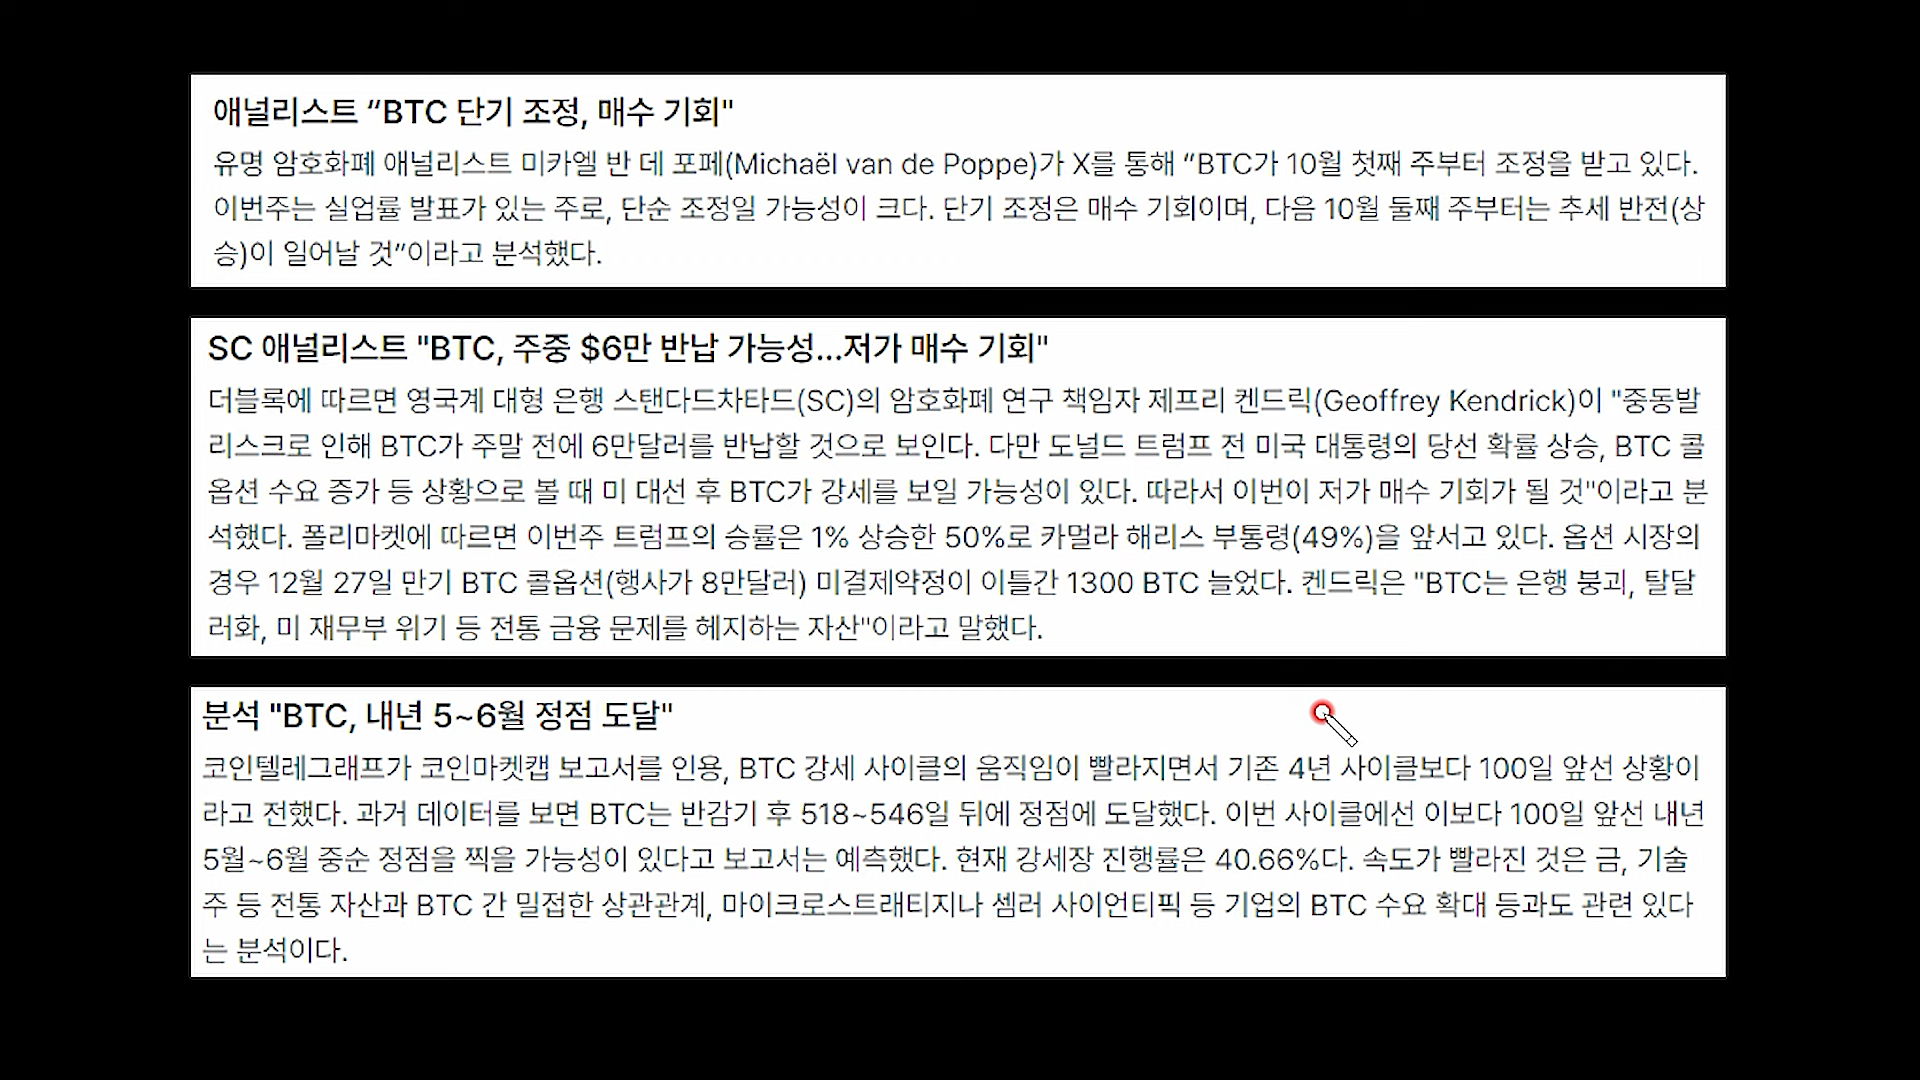 애널리스트 “BTC 단기 조정, 매수 기회"
유명 암호화폐 애널리스트 미카엘 반 데 포페(Michaël van de Poppe)가 X를 통해 “BTC가 10월 첫째 주부터 조정을 받고 있다.
이번주는 실업률 발표가 있는 주로, 단순 조정일 가능성이 크다. 단기 조정은 매수 기회이며, 다음 10월 둘째 주부터는 추세 반전(상
승)이 일어날 것”이라고 분석했다.
SC 애널리스트 "BTC, 주중 $6만 반납 가능성...저가 매수 기회"
더블록에 따르면 영국계 대형 은행 스탠다드차타드(SC)의 암호화폐 연구 책임자 제프리 켄드릭(Geoffrey Kendrick)이 "중동발
리스크로 인해 BTC가 주말 전에 6만달러를 반납할 것으로 보인다. 다만 도널드 트럼프 전 미국 대통령의 당선 확률 상승, BTC 콜
옵션 수요 증가 등 상황으로 볼 때 미 대선 후 BTC가 강세를 보일 가능성이 있다. 따라서 이번이 저가 매수 기회가 될 것"이라고 분
석했다. 폴리마켓에 따르면 이번주 트럼프의 승률은 1% 상승한 50%로 카멀라 해리스 부통령(49%)을 앞서고 있다. 옵션 시장의
경우 12월 27일 만기 BTC 콜옵션(행사가 8만달러) 미결제약정이 이틀간 1300 BTC 늘었다. 켄드릭은 "BTC는 은행 붕괴, 탈달
러화, 미 재무부 위기 등 전통 금융 문제를 헤지하는 자산"이라고 말했다.
분석 "BTC, 내년 5~6월 정점 도달"
코인텔레그래프가 코인마켓캡 보고서를 인용, BTC 강세 사이클의 움직임이 빨라지면서 기존 4년 사이클보다 100일 앞선 상황이
라고 전했다. 과거 데이터를 보면 BTC는 반감기 후 518~546일 뒤에 정점에 도달했다. 이번 사이클에선 이보다 100일 앞선 내년
5월~6월 중순 정점을 찍을 가능성이 있다고 보고서는 예측했다. 현재 강세장 진행률은 40.66%다. 속도가 빨라진 것은 금, 기술
주 등 전통 자산과 BTC 간 밀접한 상관관계, 마이크로스트래티지나 셈러 사이언티픽 등 기업의 BTC 수요 확대 등과도 관련 있다
는 분석이다.